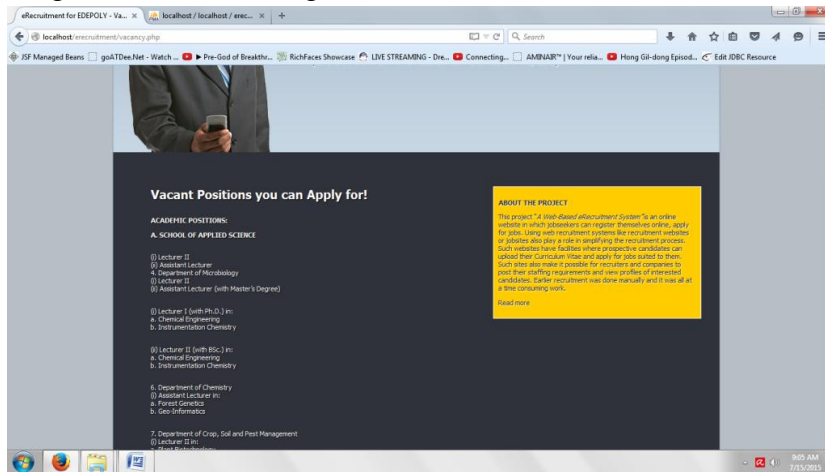 eRecruitment for EDEPOLY - Va...
localhost / localhost / erec...
localhost/erecruitment/vacancy.php
Search
JSF Managed Beans
goATDee.Net - Watch ...
Pre-God of Breakthr...
RichFaces Showcase
LIVE STREAMING - Dre...
Connecting...
AMINAIR™ | Your relia...
Hong Gil-dong Episod...
Edit JDBC Resource
Vacant Positions you can Apply for!
ACADEMIC POSITIONS:
A. SCHOOL OF APPLIED SCIENCE
(i) Lecturer II
(ii) Assistant Lecturer
4. Department of Microbiology
(i) Lecturer II
(ii) Assistant Lecturer (with Master's Degree)
(i) Lecturer I (with Ph.D.) in:
a. Chemical Engineering
b. Instrumentation Chemistry
(ii) Lecturer II (with BSc.) in:
a. Chemical Engineering
b. Instrumentation Chemistry
6. Department of Chemistry
(i) Assistant Lecturer in:
a. Forest Genetics
b. Geo-Informatics
7. Department of Crop, Soil and Pest Management
(i) Lecturer II in:
a. Plant Biotechnology
ABOUT THE PROJECT
This project "A Web-Based eRecruitment System" is an online
website in which jobseekers can register themselves online, apply
for jobs. Using web recruitment systems like recruitment websites
or jobsites also play a role in simplifying the recruitment process.
Such websites have facilities where prospective candidates can
upload their Curriculum Vitae and apply for jobs suited to them.
Such sites also make it possible for recruiters and companies to
post their staffing requirements and view profiles of interested
candidates. Earlier recruitment was done manually and it was all at
a time consuming work.
Read more
9:05 AM
7/15/2015